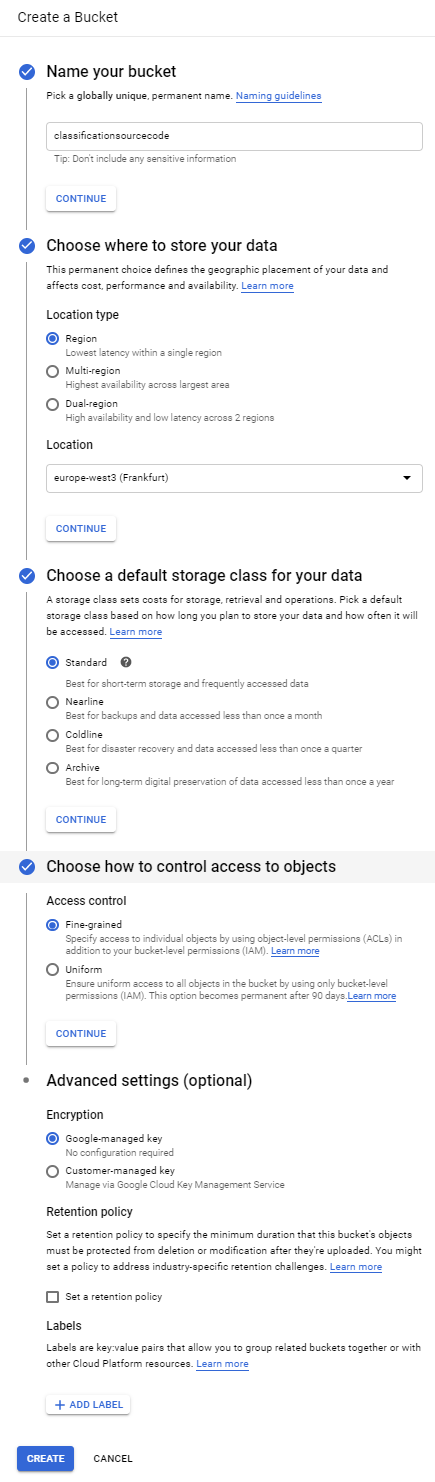 Create a Bucket
Name your bucket
Pick a globally unique, permanent name. Naming guidelines
classificationsourcecode
Tip: Don't include any sensitive information
CONTINUE
Choose where to store your data
This permanent choice defines the geographic placement of your data and
affects cost, performance and availability. Learn more
Location type
Region
Lowest latency within a single region
Multi-region
Highest availability across largest area
Dual-region
High availability and low latency across 2 regions
Location
europe-west3 (Frankfurt)
CONTINUE
Choose a default storage class for your data
A storage class sets costs for storage, retrieval and operations. Pick a default
storage class based on how long you plan to store your data and how often it will
be accessed. Learn more
Standard ?
Best for short-term storage and frequently accessed data
Nearline
Best for backups and data accessed less than once a month
Coldline
Best for disaster recovery and data accessed less than once a quarter
Archive
Best for long-term digital preservation of data accessed less than once a year
CONTINUE
Choose how to control access to objects
Access control
Fine-grained
Specify access to individual objects by using object-level permissions (ACLs) in
addition to your bucket-level permissions (IAM). Learn more
Uniform
Ensure uniform access to all objects in the bucket by using only bucket-level
permissions (IAM). This option becomes permanent after 90 days.Learn more
CONTINUE
Advanced settings (optional)
Encryption
Google-managed key
No configuration required
Customer-managed key
Manage via Google Cloud Key Management Service
Retention policy
Set a retention policy to specify the minimum duration that this bucket's objects
must be protected from deletion or modification after they're uploaded. You might
set a policy to address industry-specific retention challenges. Learn more
Set a retention policy
Labels
Labels are key:value pairs that allow you to group related buckets together or with
other Cloud Platform resources. Learn more
+ ADD LABEL
CREATE CANCEL